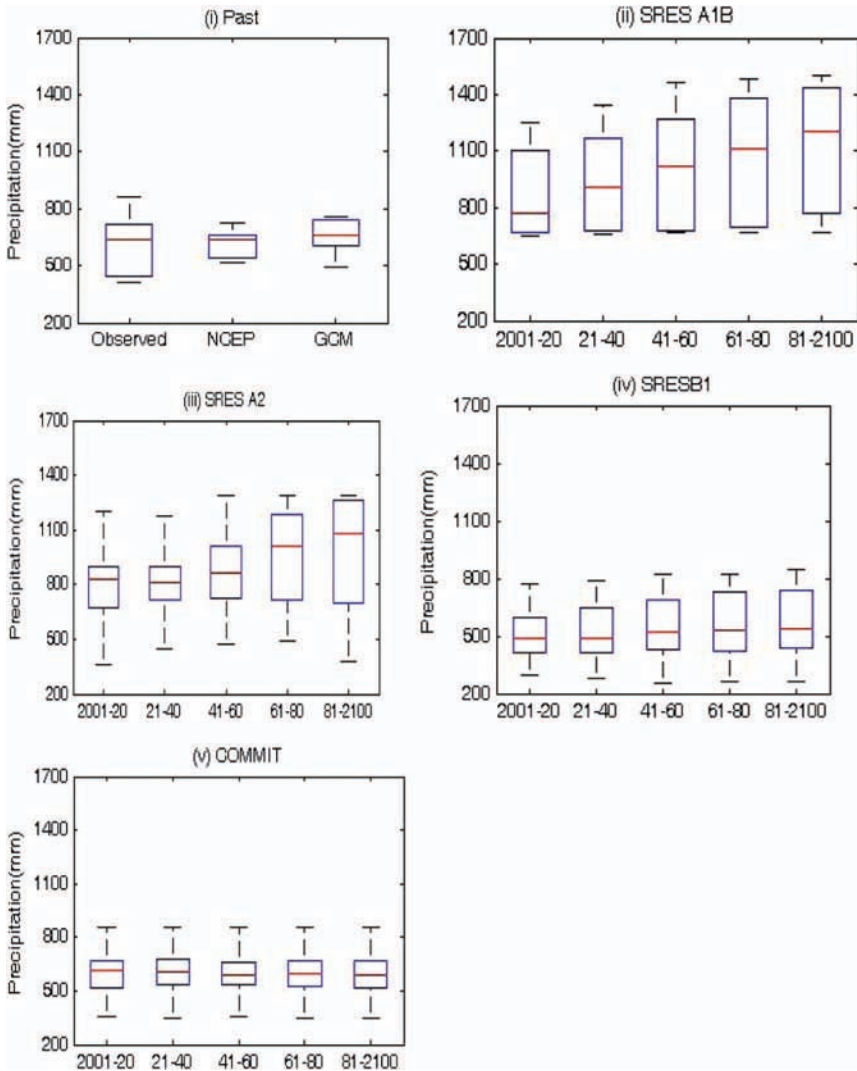 (i) Past
Precipitation(mm)
1700
1400
1100
800
500
200
Observed NCEP GCM
(ii) SRES A1B
1700
1400
1100
800
500
200
2001-20 21-40 41-60 61-80 81-2100
(iii) SRES A2
Precipitation(mm)
1700
1400
1100
800
500
200
2001-20 21-40 41-60 61-80 81-2100
(iv) SRESB1
Precipitation(mm)
1700
1400
1100
800
500
200
2001-20 21-40 41-60 61-80 81-2100
(v) COMMIT
Precipitation(mm)
1700
1400
1100
800
500
200
2001-20 21-40 41-60 61-80 81-2100